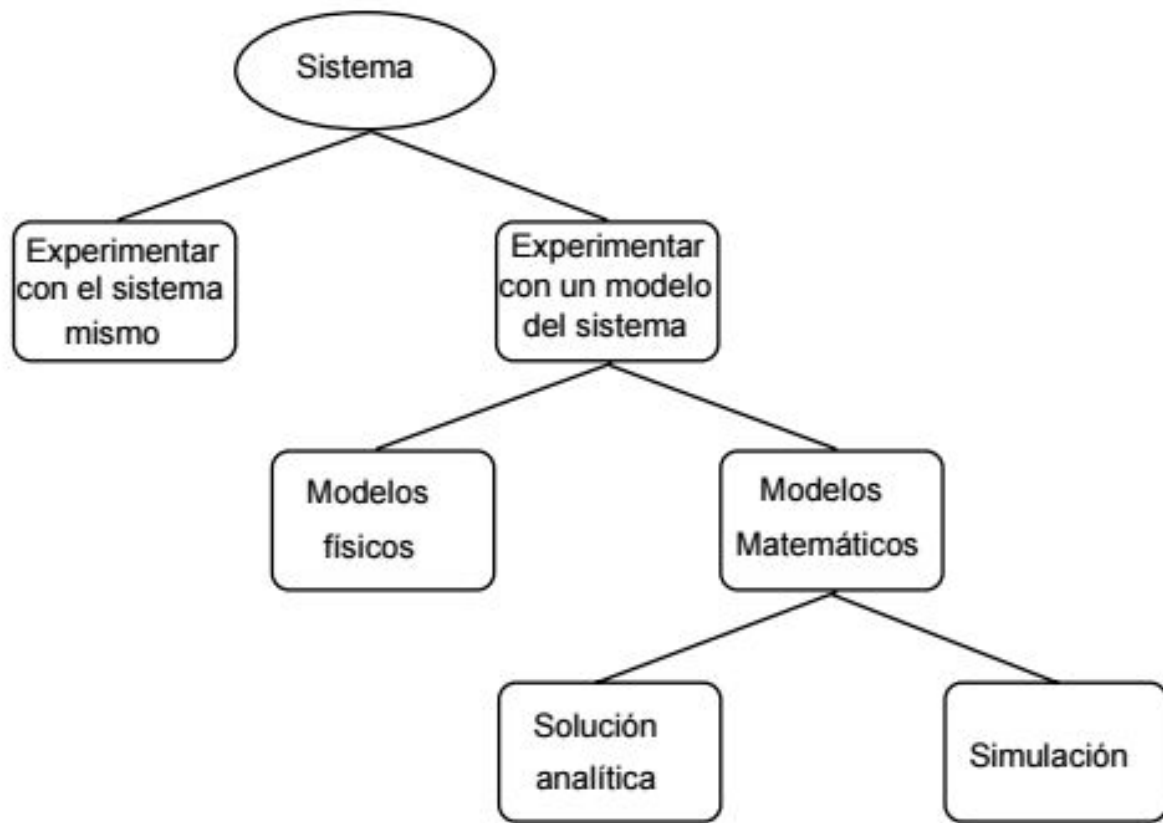 Sistema
Experimentar
con el sistema
mismo
Experimentar
con un modelo
del sistema
Modelos
físicos
Modelos
Matemáticos
Solución
analítica
Simulación